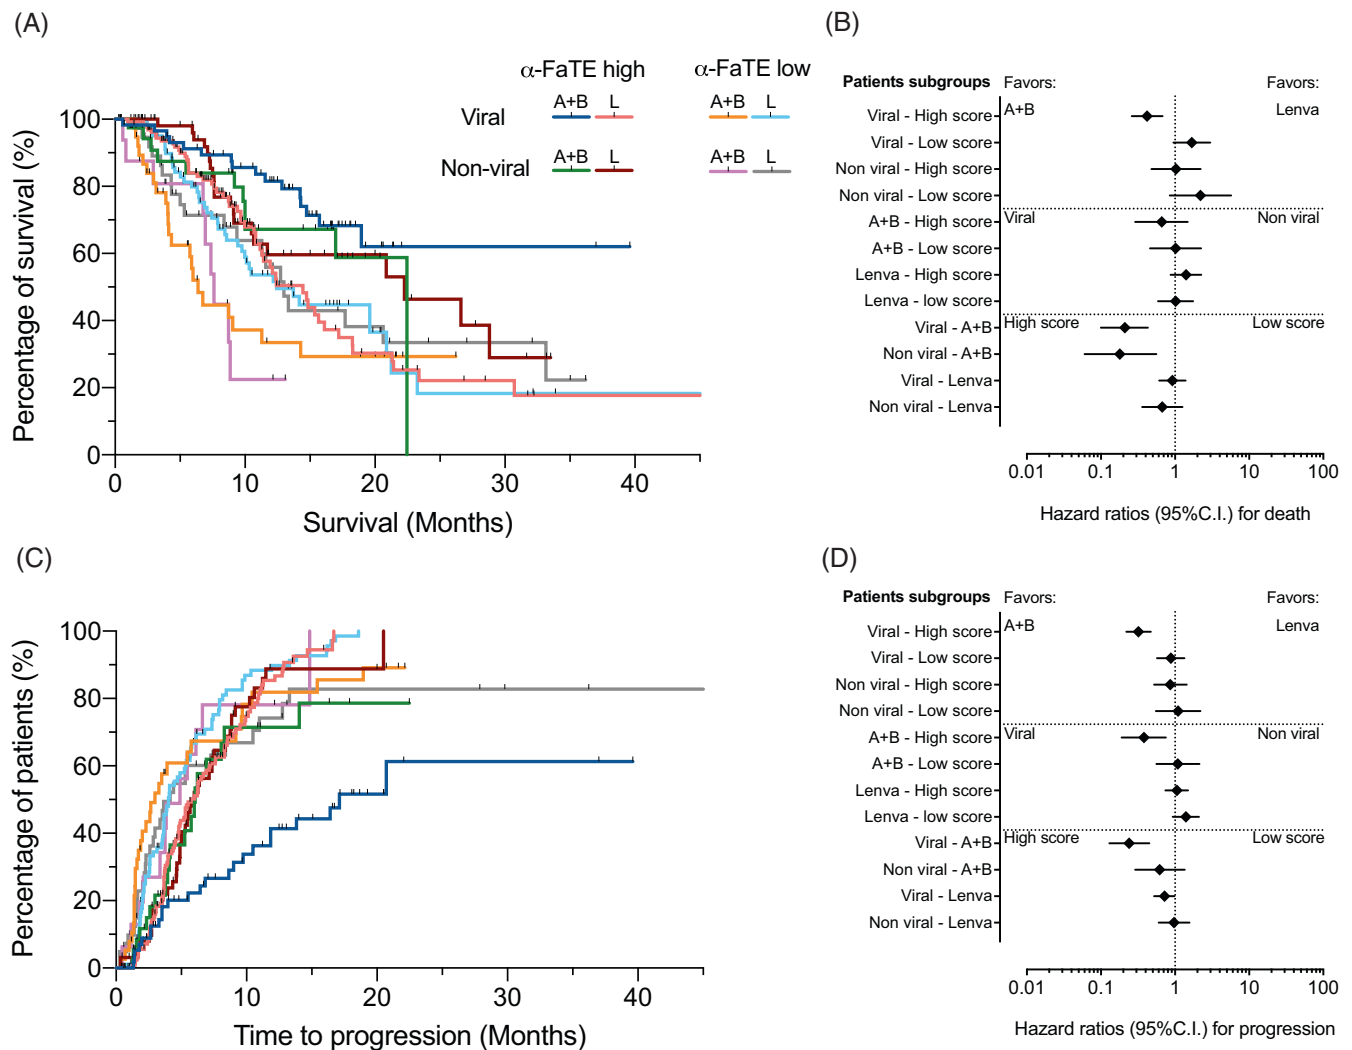 (A)
α-FaTE high
α-FaTE low
A+B L
A+B L
Viral
A+B L
A+B L
Non-viral
100
80
60
40
20
0
Percentage of survival (%)
0 10 20 30 40
Survival (Months)
(B)
Patients subgroups Favors: Favors:
Viral - High score A+B Lenva
Viral - Low score
Non viral - High score
Non viral - Low score
A+B - High score Viral Non viral
A+B - Low score
Lenva - High score
Lenva - low score
Viral - A+B High score Low score
Non viral - A+B
Viral - Lenva
Non viral - Lenva
0.01 0.1 1 10 100
Hazard ratios (95%C.I.) for death
(C)
100
80
60
40
20
0
Percentage of patients (%)
0 10 20 30 40
Time to progression (Months)
(D)
Patients subgroups Favors: Favors:
Viral - High score A+B Lenva
Viral - Low score
Non viral - High score
Non viral - Low score
A+B - High score Viral Non viral
A+B - Low score
Lenva - High score
Lenva - low score
Viral - A+B High score Low score
Non viral - A+B
Viral - Lenva
Non viral - Lenva
0.01 0.1 1 10 100
Hazard ratios (95%C.I.) for progression